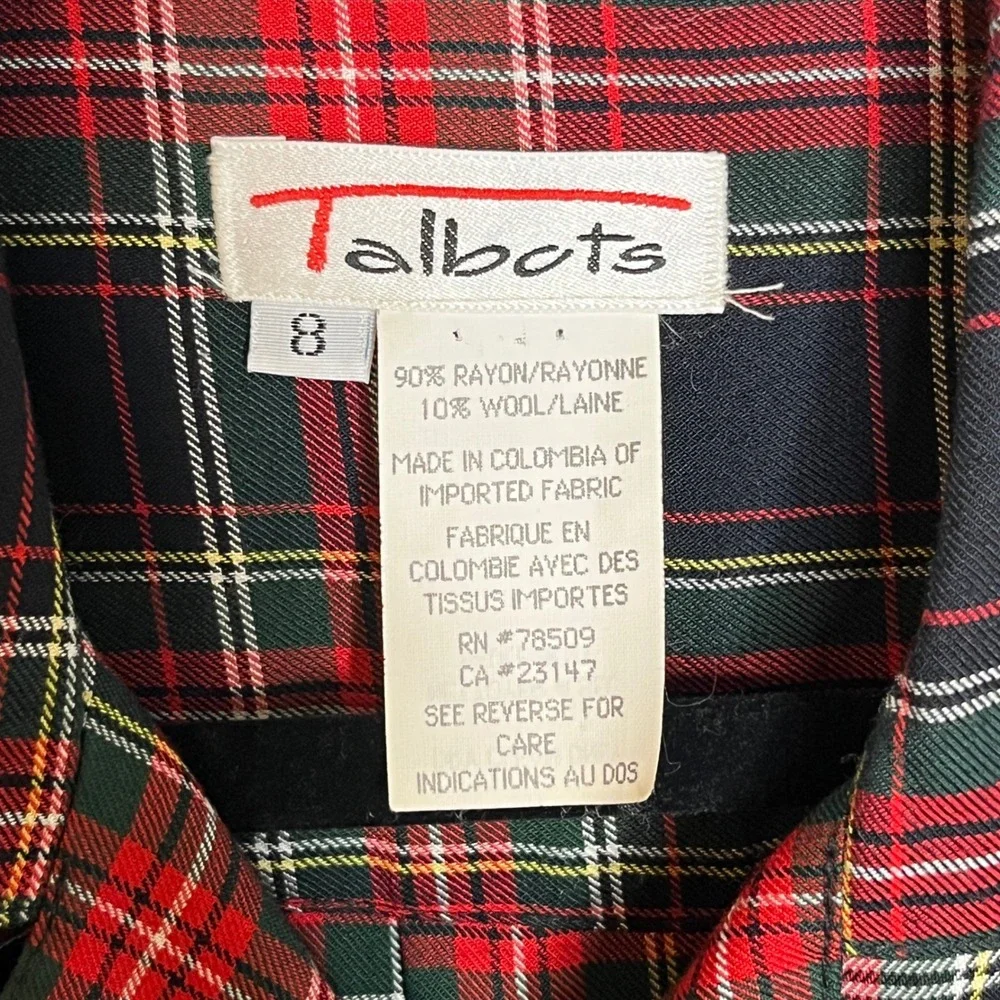 Talbots
8
90% RAYON/RAYONNE
10% WOOL/LAINE
MADE IN COLOMBIA OF
IMPORTED FABRIC
FABRIQUE EN
COLOMBIE AVEC DES
TISSUS IMPORTES
RN #78509
CA #23147
SEE REVERSE FOR
CARE
INDICATIONS AU DOS